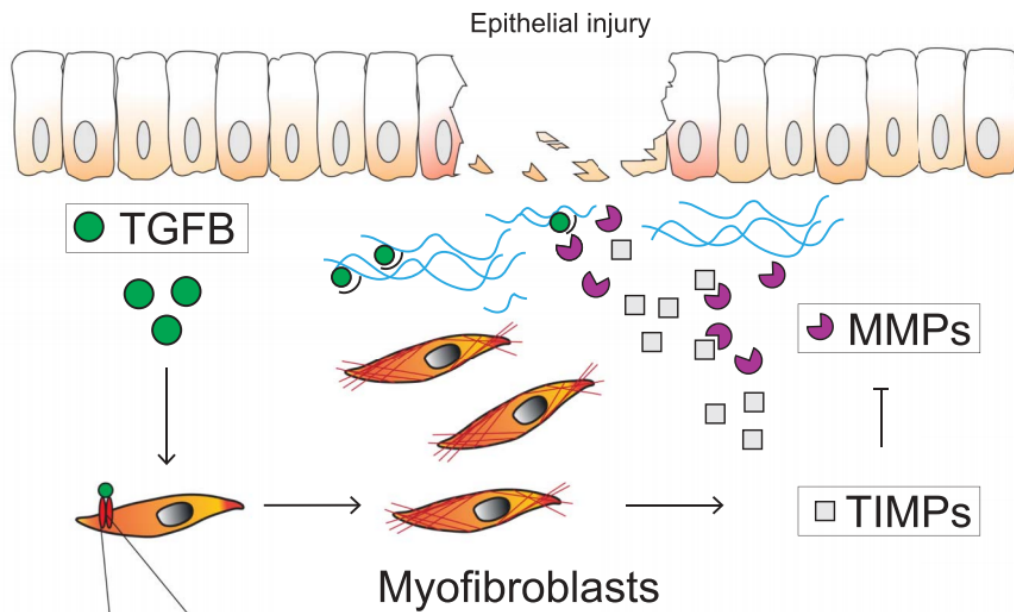 Epithelial injury
TGFB
MMPs
TIMPs
Myofibroblasts